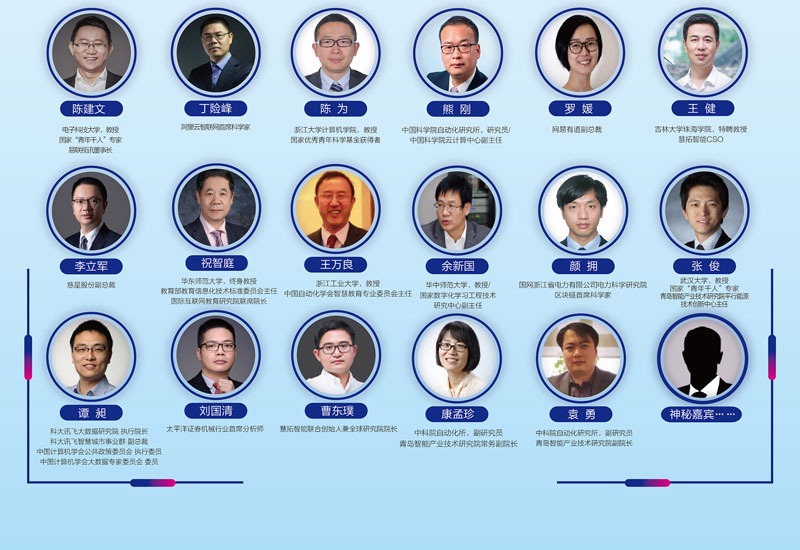 陈建文
电子科技大学，教授
国家“青年千人”专家
易联视讯董事长
丁险峰
阿里云智联网首席科学家
陈 为
浙江大学计算机学院，教授
国家优秀青年科学基金获得者
熊 刚
中国科学院自动化研究所，研究员/
中国科学院云计算中心副主任
罗 媛
网易有道副总裁
王 健
吉林大学珠海学院，特聘教授
慧拓智能CSO
李立军
慈星股份副总裁
祝智庭
华东师范大学，终身教授
教育部教育信息化技术标准委员会主任
国际互联网教育研究院联席院长
王万良
浙江工业大学，教授
中国自动化学会智慧教育专业委员会主任
余新国
华中师范大学，教授/
国家数字化学习工程技术
研究中心副主任
颜 拥
国网浙江省电力有限公司电力科学研究院
区块链首席科学家
张 俊
武汉大学，教授
国家“青年千人”专家
青岛智能产业技术研究院平行能源
技术创新中心主任
谭 昶
科大讯飞大数据研究院 执行院长
科大讯飞智慧城市事业群 副总裁
中国计算机学会公共政策委员会 执行委员
中国计算机学会大数据专家委员会 委员
刘国清
太平洋证券机械行业首席分析师
曹东璞
慧拓智能联合创始人兼全球研究院院长
康孟珍
中科院自动化所，副研究员
青岛智能产业技术研究院常务副院长
袁 勇
中科院自动化研究所，副研究员
青岛智能产业技术研究院副院长
神秘嘉宾……